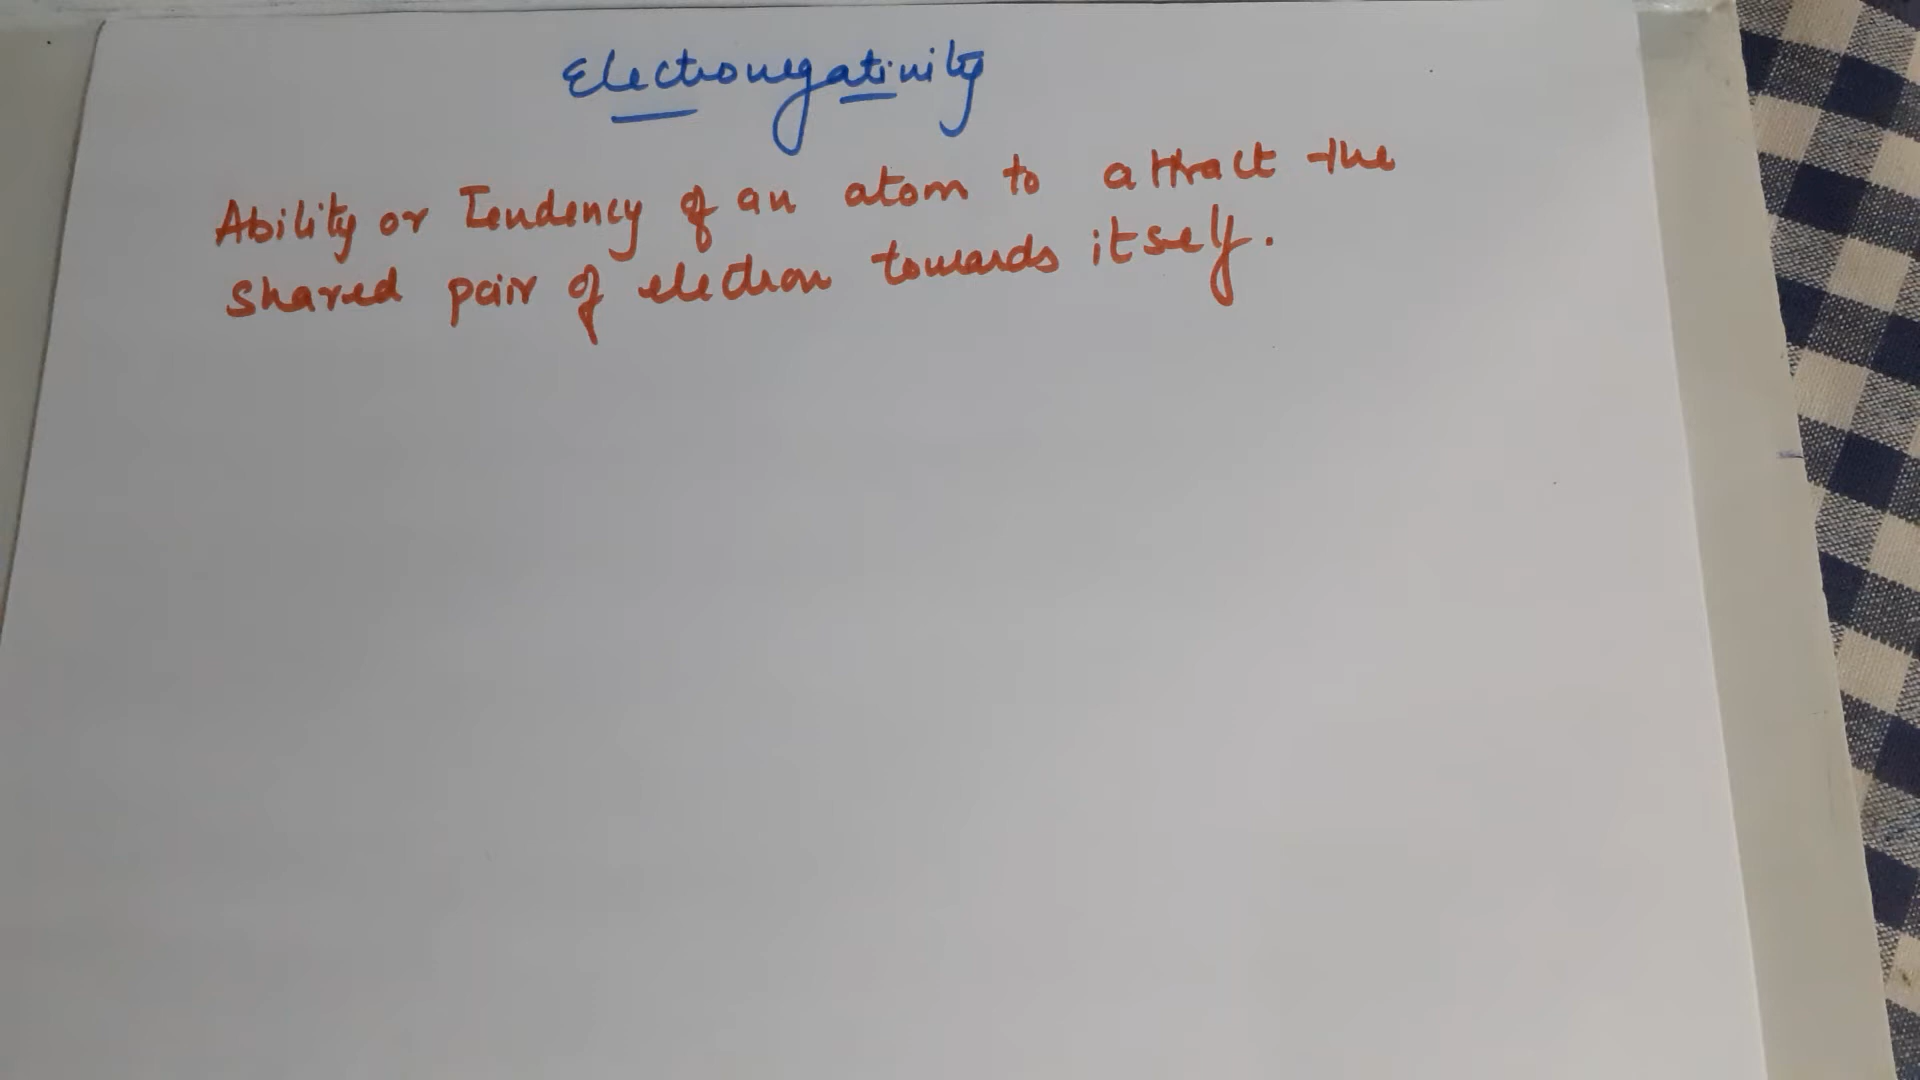 Electronegativity
Ability or Tendency of an atom to attract the
shared pair of electron towards itself.